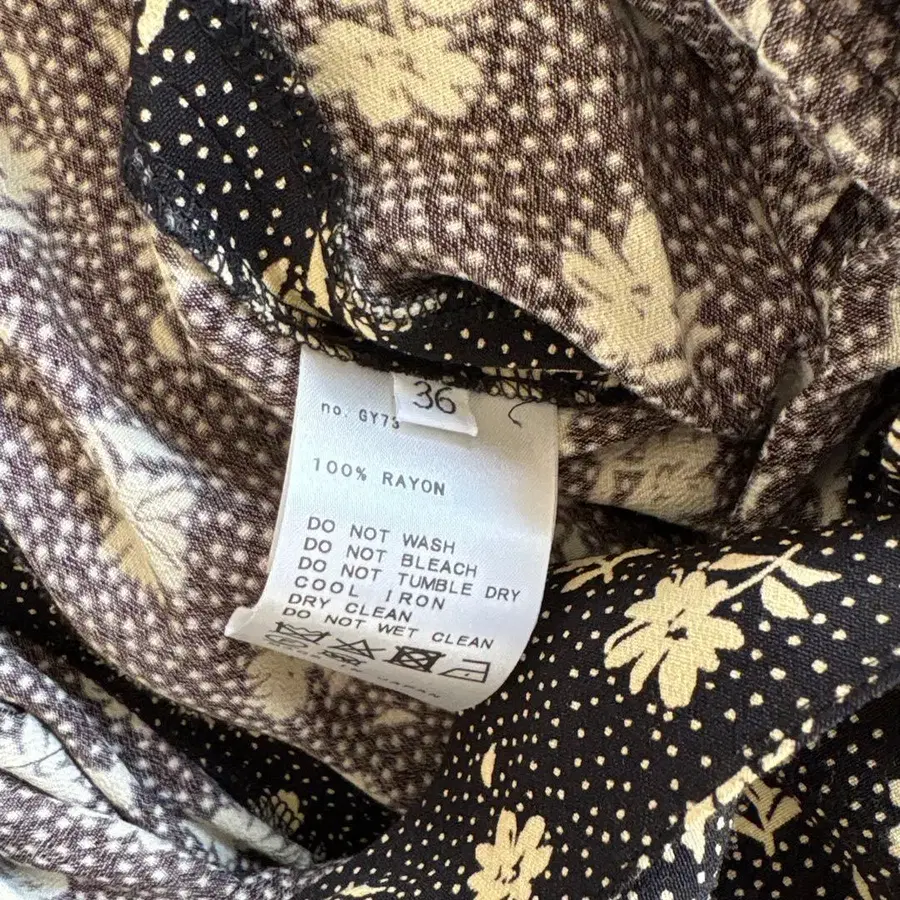 36
no. GY73
100% RAYON
DO NOT WASH
DO NOT BLEACH
DO NOT TUMBLE DRY
COOL IRON
DRY CLEAN
DO NOT WET CLEAN
JAPAN